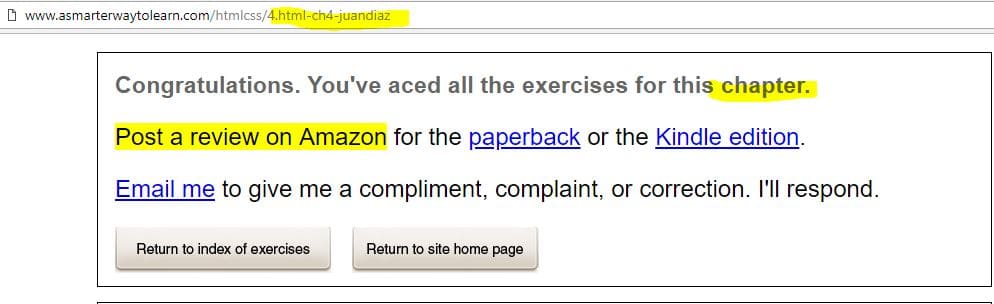 www.asmarterwaytolearn.com/htmlcss/4.html-ch4-juandiaz
Congratulations. You've aced all the exercises for this chapter.
Post a review on Amazon for the paperback or the Kindle edition.
Email me to give me a compliment, complaint, or correction. I'll respond.
Return to index of exercises Return to site home page